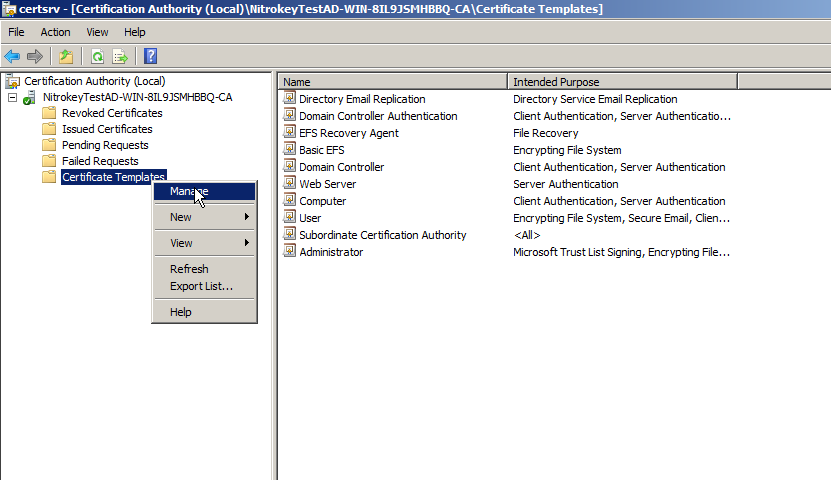 certsrv - [Certification Authority (Local)\NitrokeyTestAD-WIN-8IL9JSMHBBQ-CA\Certificate Templates]
File Action View Help
Certification Authority (Local)
NitrokeyTestAD-WIN-8IL9JSMHBBQ-CA
Revoked Certificates
Issued Certificates
Pending Requests
Failed Requests
Certificate Templates
Manage
New
View
Refresh
Export List...
Help
Name Intended Purpose
Directory Email Replication Directory Service Email Replication
Domain Controller Authentication Client Authentication, Server Authenticatio...
EFS Recovery Agent File Recovery
Basic EFS Encrypting File System
Domain Controller Client Authentication, Server Authentication
Web Server Server Authentication
Computer Client Authentication, Server Authentication
User Encrypting File System, Secure Email, Clien...
Subordinate Certification Authority <All>
Administrator Microsoft Trust List Signing, Encrypting File...